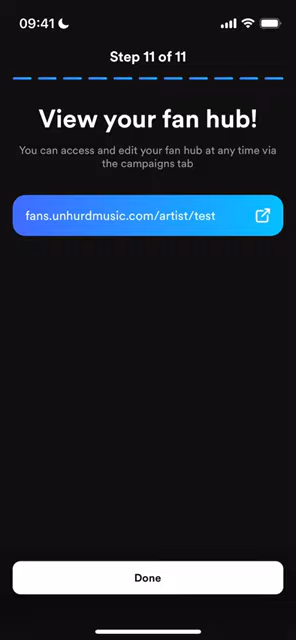 09:41
Step 11 of 11
View your fan hub!
You can access and edit your fan hub at any time via
the campaigns tab
fans.unhurdmusic.com/artist/test
Done